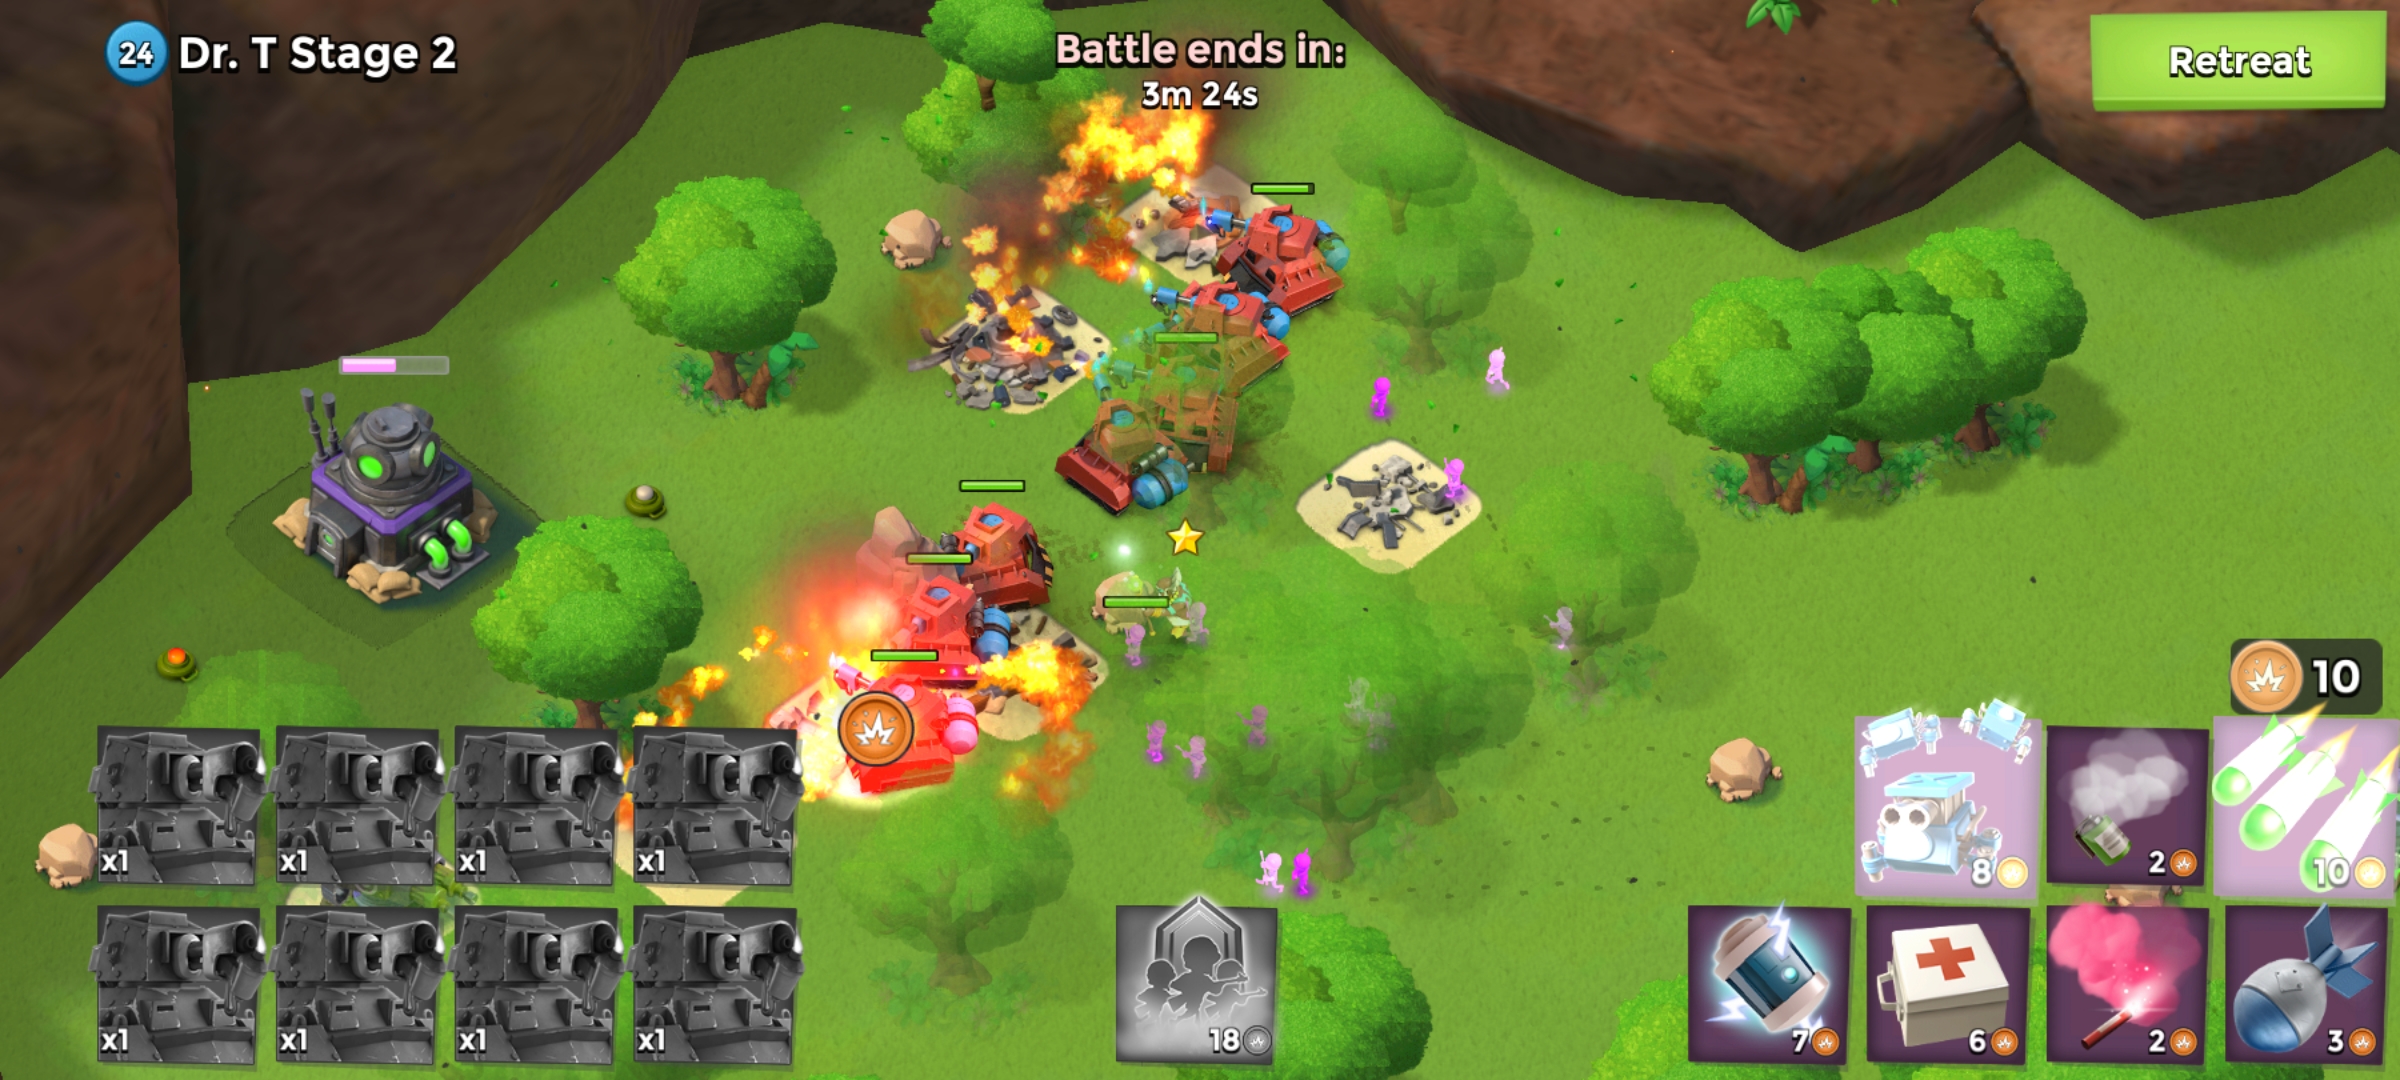 24 Dr. T Stage 2
Battle ends in:
3m 24s
Retreat
10
8
2
10
x1
x1
x1
x1
x1
x1
x1
x1
18
7
6
2
3